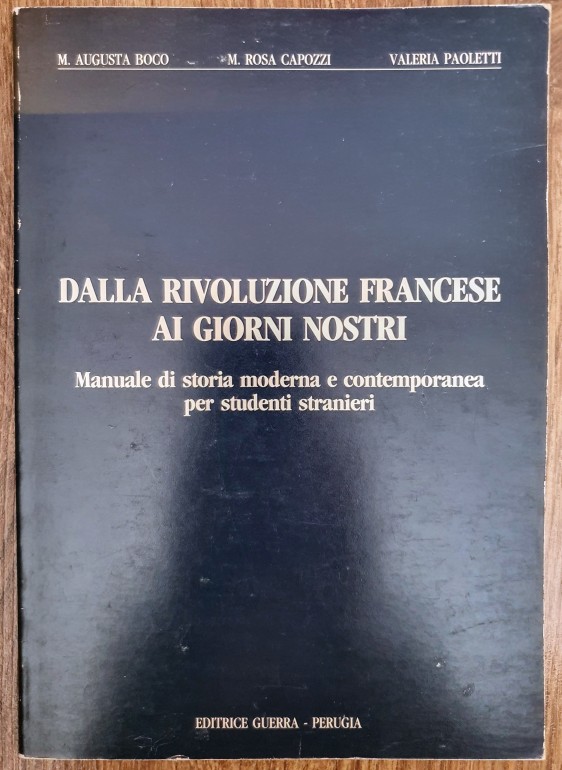 M. AUGUSTA BOCO M. ROSA CAPOZZI VALERIA PAOLETTI
DALLA RIVOLUZIONE FRANCESE
AI GIORNI NOSTRI
Manuale di storia moderna e contemporanea
per studenti stranieri
EDITRICE GUERRA - PERUGIA